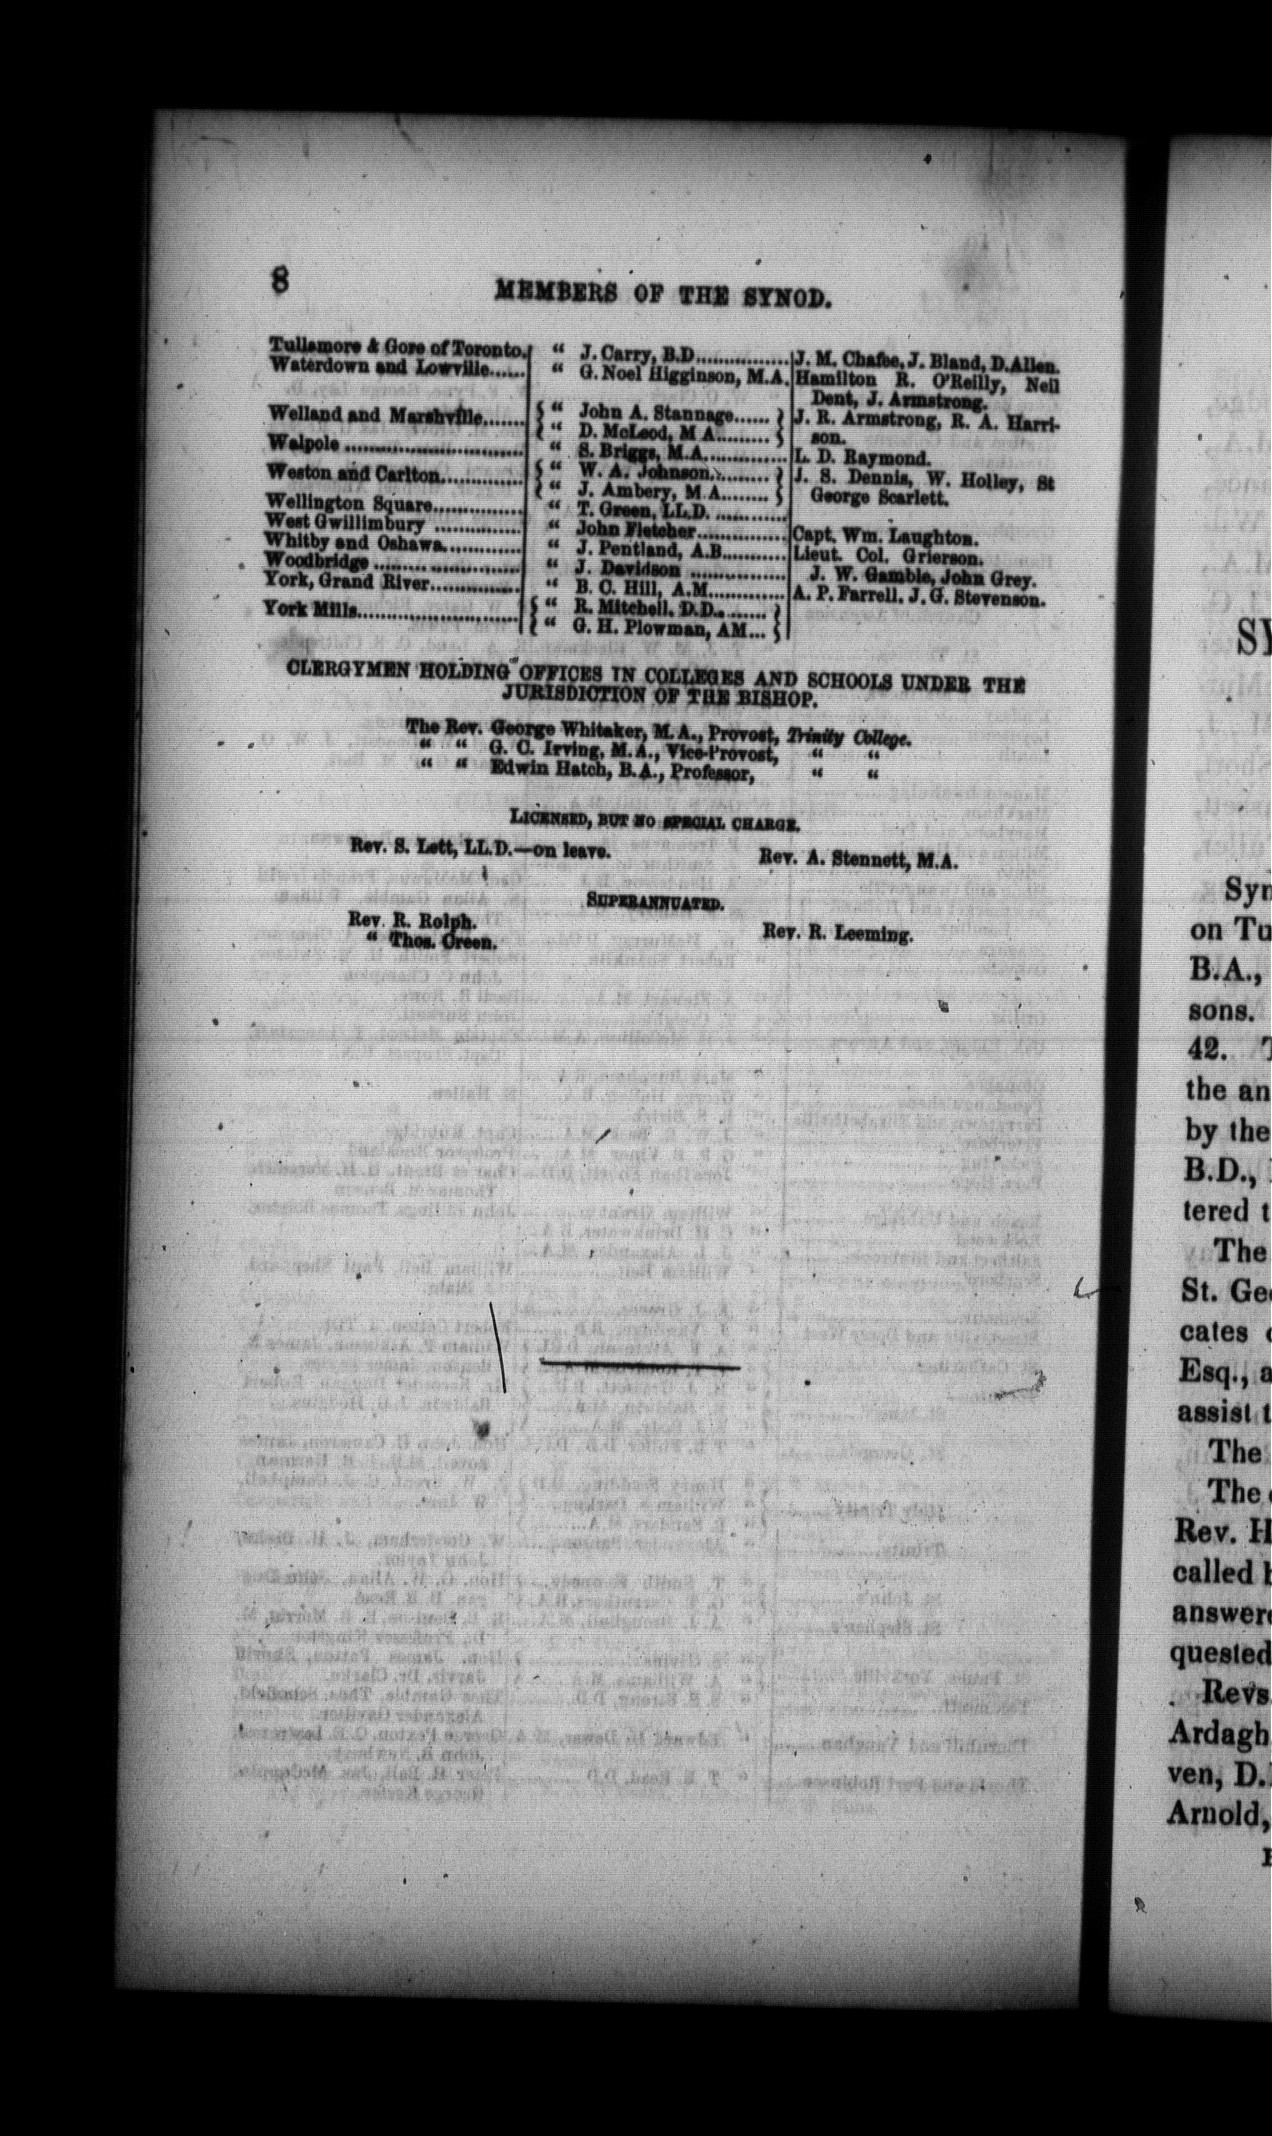 8
MEMBERS OF THE SYNOD.
Tullamore & Gore of Toronto. “ J. Carry, B.D............... J. M. Chafee, J. Bland, D. Allen.
Waterdown and Lowville...... “ G. Noel Higginson, M.A. Hamilton R. O'Reilly, Neil
Dent, J. Armstrong.
Welland and Marshville....... { “ John A. Stannage...... } J. R. Armstrong, R. A. Harri-
{ “ D. McLeod, M A......... } son.
Walpole ............................. “ S. Briggs, M.A.............. L. D. Raymond.
Weston and Carlton............. { “ W. A. Johnson........... } J. S. Dennis, W. Holley, St
{ “ J. Ambery, M A........ } George Scarlett.
Wellington Square............... “ T. Green, LL.D. ............
West Gwillimbury .............. “ John Fletcher............... Capt. Wm. Laughton.
Whitby and Oshawa............. “ J. Pentland, A.B........... Lieut. Col. Grierson.
Woodbridge ........................ “ J. Davidson ............... J. W. Gamble, John Grey.
York, Grand River............... “ B. C. Hill, A.M............. A. P. Farrell. J. G. Stevenson.
York Mills........................... { “ R. Mitchell, D.D......... }
{ “ G. H. Plowman, AM... }
CLERGYMEN HOLDING OFFICES IN COLLEGES AND SCHOOLS UNDER THE
JURISDICTION OF THE BISHOP.
The Rev. George Whitaker, M.A., Provost, Trinity College.
“ “ G. C. Irving, M.A., Vice-Provost, “ “
“ “ Edwin Hatch, B.A., Professor, “ “
LICENSED, BUT NO SPECIAL CHARGE.
Rev. S. Lett, LL.D.—on leave. Rev. A. Stennett, M.A.
SUPERANNUATED.
Rev. R. Rolph. Rev. R. Leeming.
“ Thos. Creen.
SY
Syn
on Tu
B.A.,
sons.
42. T
the an
by the
B.D.,
tered t
The
St. Geo
cates o
Esq., a
assist t
The
The
Rev. H
called b
answere
quested
Revs.
Ardagh
ven, D.
Arnold,